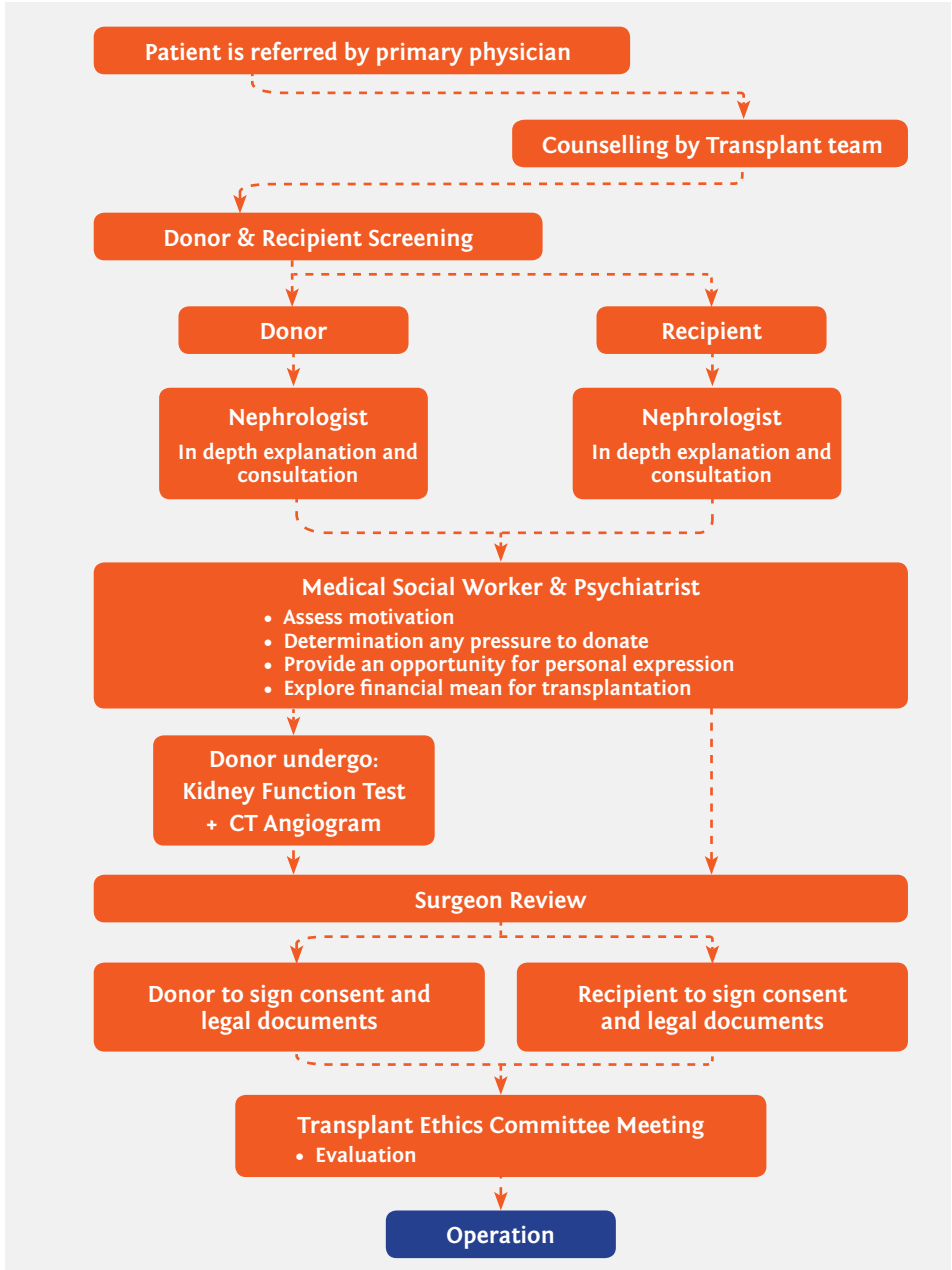 Patient is referred by primary physician
Counselling by Transplant team
Donor & Recipient Screening
Donor
Recipient
Nephrologist
In depth explanation and
consultation
Nephrologist
In depth explanation and
consultation
Medical Social Worker & Psychiatrist
• Assess motivation
• Determination any pressure to donate
• Provide an opportunity for personal expression
• Explore financial mean for transplantation
Donor undergo:
Kidney Function Test
+ CT Angiogram
Surgeon Review
Donor to sign consent and
legal documents
Recipient to sign consent
and legal documents
Transplant Ethics Committee Meeting
• Evaluation
Operation